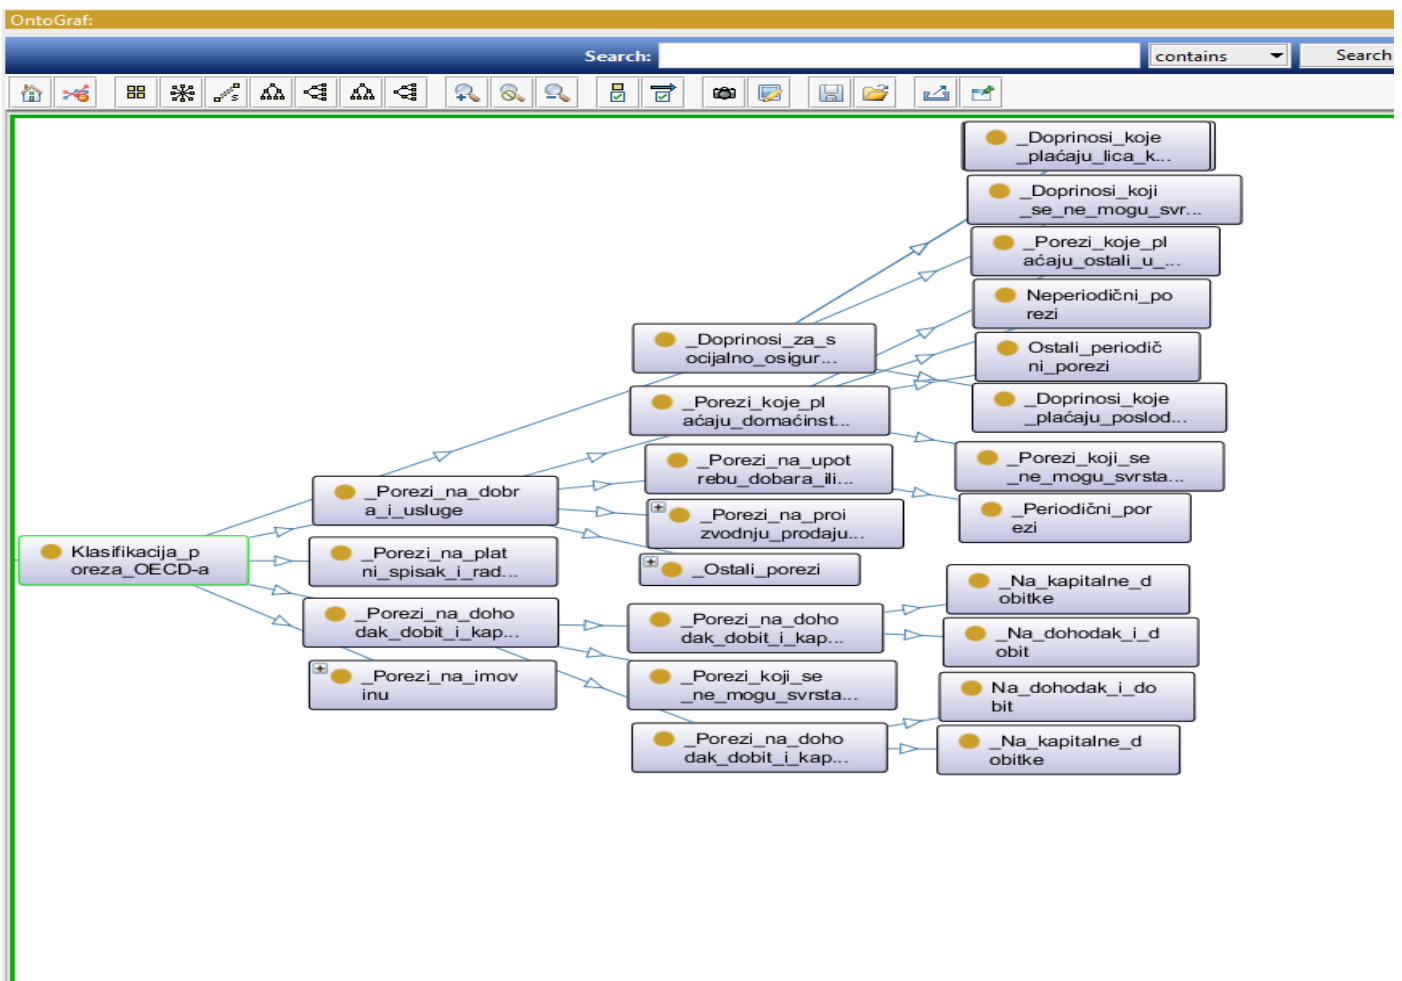 OntoGraf:
Search:
contains
Search
_Doprinosi_koje
_plaćaju_lica_k...
_Doprinosi_koji
_se_ne_mogu_svr...
_Porezi_koje_pl
aćaju_ostali_u_...
Neperiodični_po
rezi
_Doprinosi_za_s
ocijalno_osigur...
Ostali_periodič
ni_porezi
_Porezi_koje_pl
aćaju_domaćinst...
_Doprinosi_koje
_plaćaju_poslod...
_Porezi_na_upot
rebu_dobara_ili...
_Porezi_koji_se
_ne_mogu_svrsta...
_Porezi_na_dobr
a_i_usluge
_Porezi_na_proi
zvodnju_prodaju...
_Periodični_por
ezi
Klasifikacija_p
oreza_OECD-a
_Porezi_na_plat
ni_spisak_i_rad...
_Ostali_porezi
_Na_kapitalne_d
obitke
_Porezi_na_doho
dak_dobit_i_kap...
_Porezi_na_doho
dak_dobit_i_kap...
_Na_dohodak_i_d
obit
_Porezi_na_imov
inu
_Porezi_koji_se
_ne_mogu_svrsta...
Na_dohodak_i_do
bit
_Porezi_na_doho
dak_dobit_i_kap...
_Na_kapitalne_d
obitke